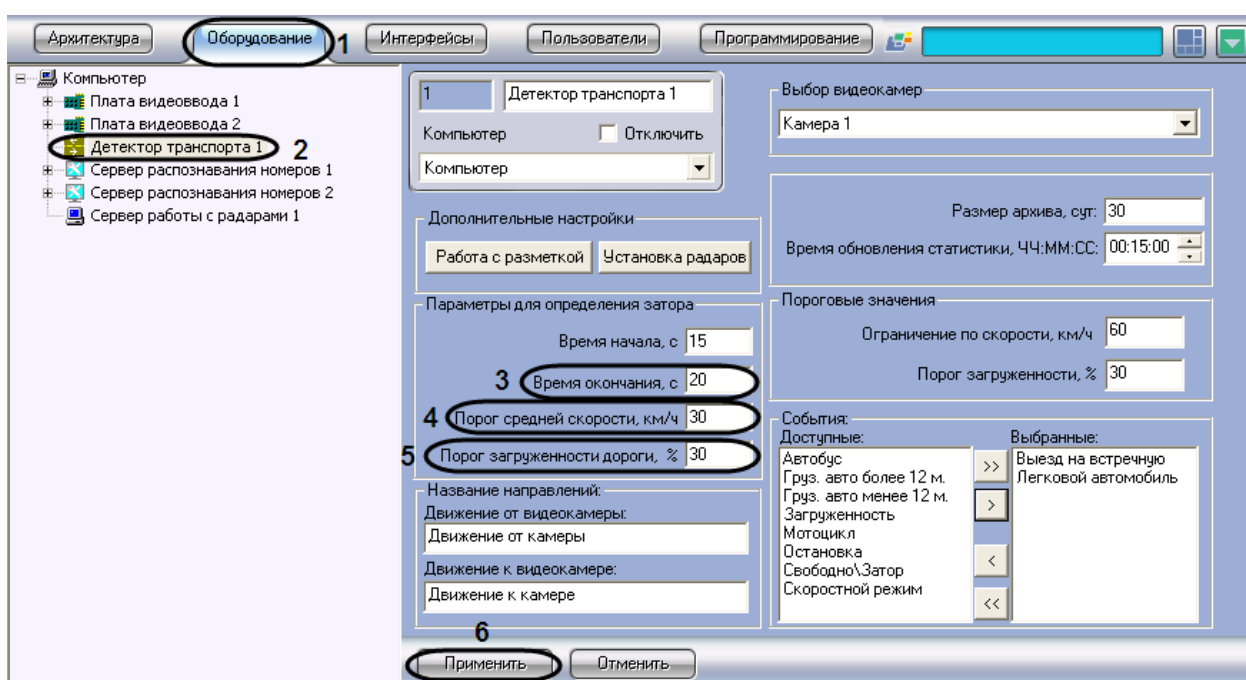 Архитектура Оборудование 1 Интерфейсы Пользователи Программирование
Компьютер
Плата видеоввода 1
Плата видеоввода 2
Детектор транспорта 1 2
Сервер распознавания номеров 1
Сервер распознавания номеров 2
Сервер работы с радарами 1
1 Детектор транспорта 1
Компьютер Отключить
Компьютер
Дополнительные настройки
Работа с разметкой Установка радаров
Параметры для определения затора
Время начала, с 15
3 Время окончания, с 20
4 Порог средней скорости, км/ч 30
5 Порог загруженности дороги, % 30
Название направлений:
Движение от видеокамеры:
Движение от камеры
Движение к видеокамере:
Движение к камере
Выбор видеокамер
Камера 1
Размер архива, сут: 30
Время обновления статистики, ЧЧ:ММ:СС: 00:15:00
Пороговые значения
Ограничение по скорости, км/ч 60
Порог загруженности, % 30
События:
Доступные:
Автобус
Груз. авто более 12 м.
Груз. авто менее 12 м.
Загруженность
Мотоцикл
Остановка
Свободно\Затор
Скоростной режим
>>
>
<
<<
Выбранные:
Выезд на встречную
Легковой автомобиль
6
Применить Отменить